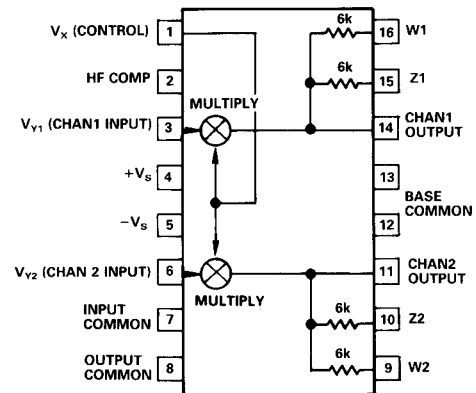 Vx (CONTROL)
1
HF COMP
2
MULTIPLY
VY1 (CHAN1 INPUT)
3
+Vs
4
-Vs
5
VY2 (CHAN 2 INPUT)
6
MULTIPLY
INPUT
COMMON
7
OUTPUT
COMMON
8
6k
16
W1
6k
15
Z1
14
CHAN1
OUTPUT
13
BASE
COMMON
12
11
CHAN2
OUTPUT
6k
10
Z2
6k
9
W2